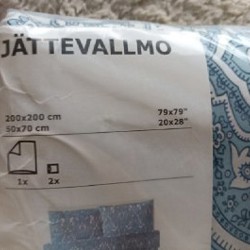 JÄTTEVALLMO
200x200 cm 79x79"
50x70 cm 20x28"
1x 2x